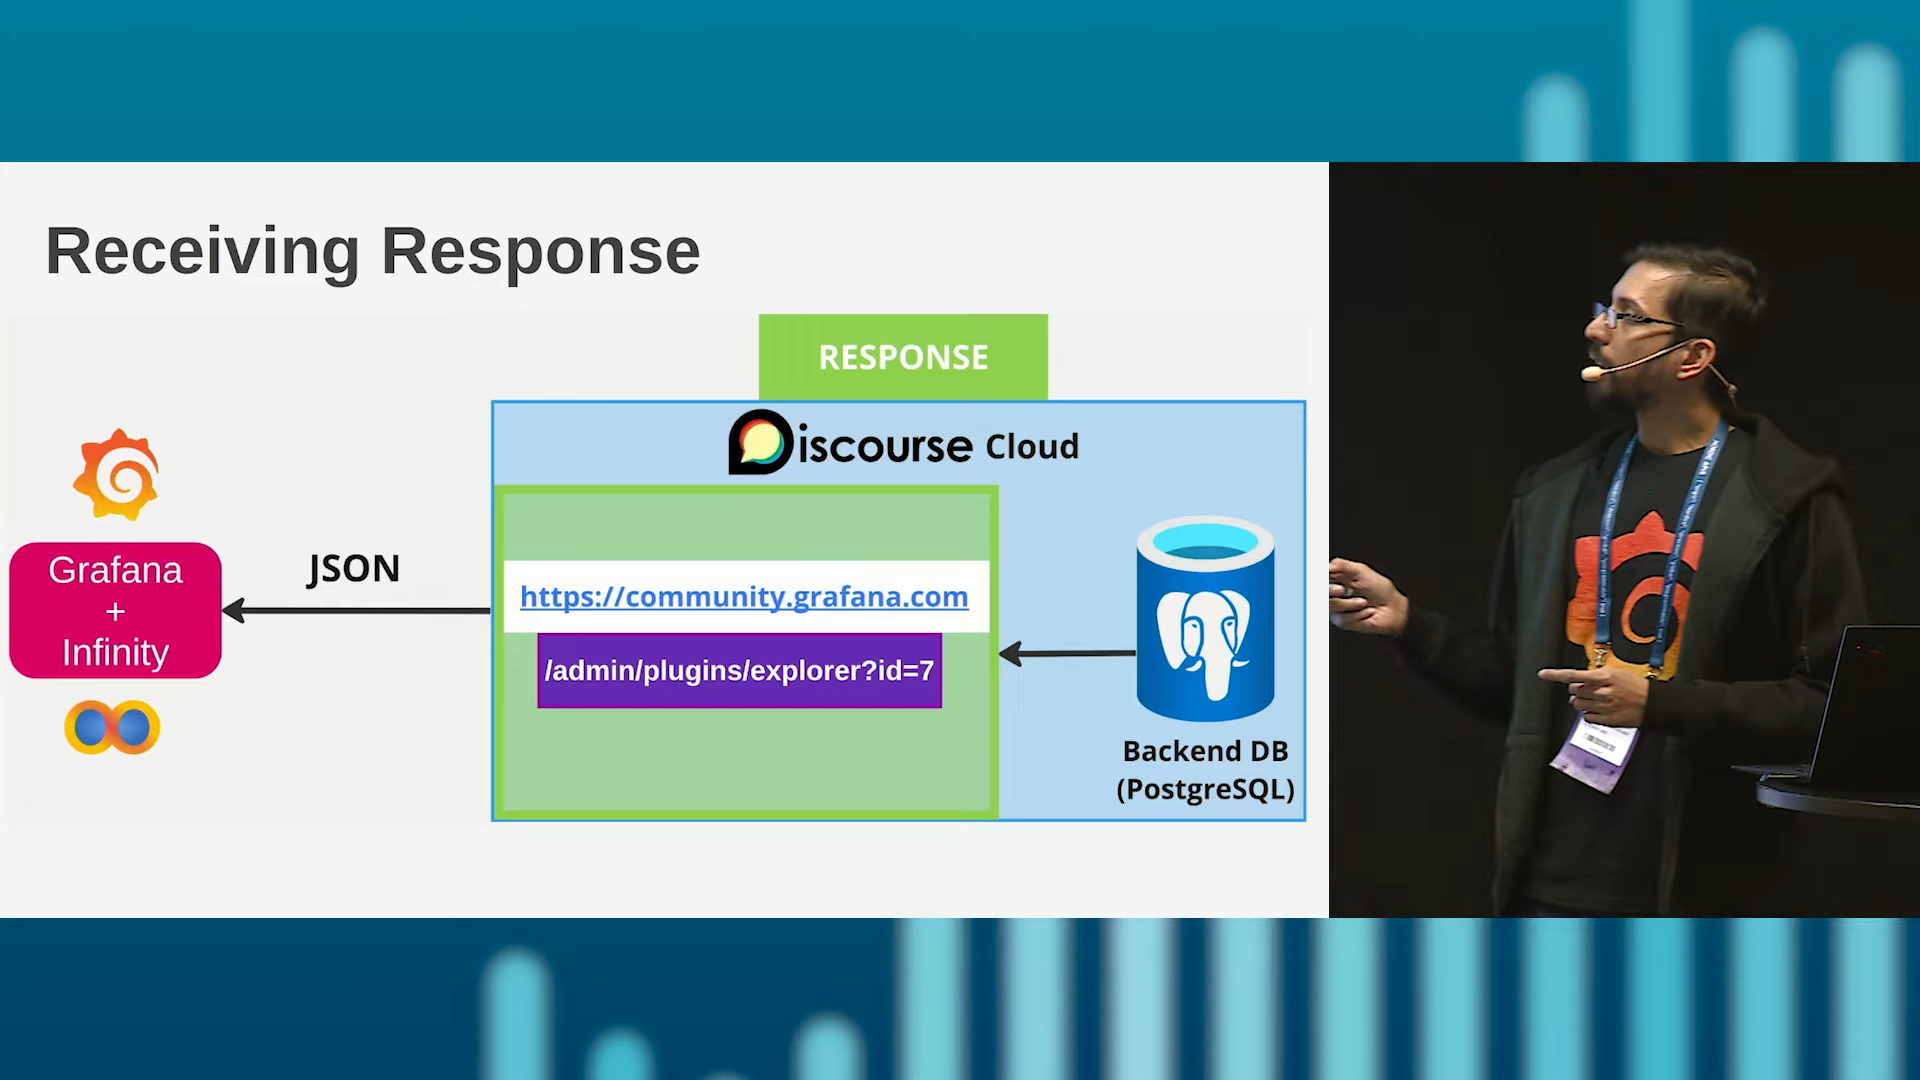 Receiving Response
RESPONSE
Discourse Cloud
Grafana
+
Infinity
JSON
https://community.grafana.com
/admin/plugins/explorer?id=7
Backend DB
(PostgreSQL)